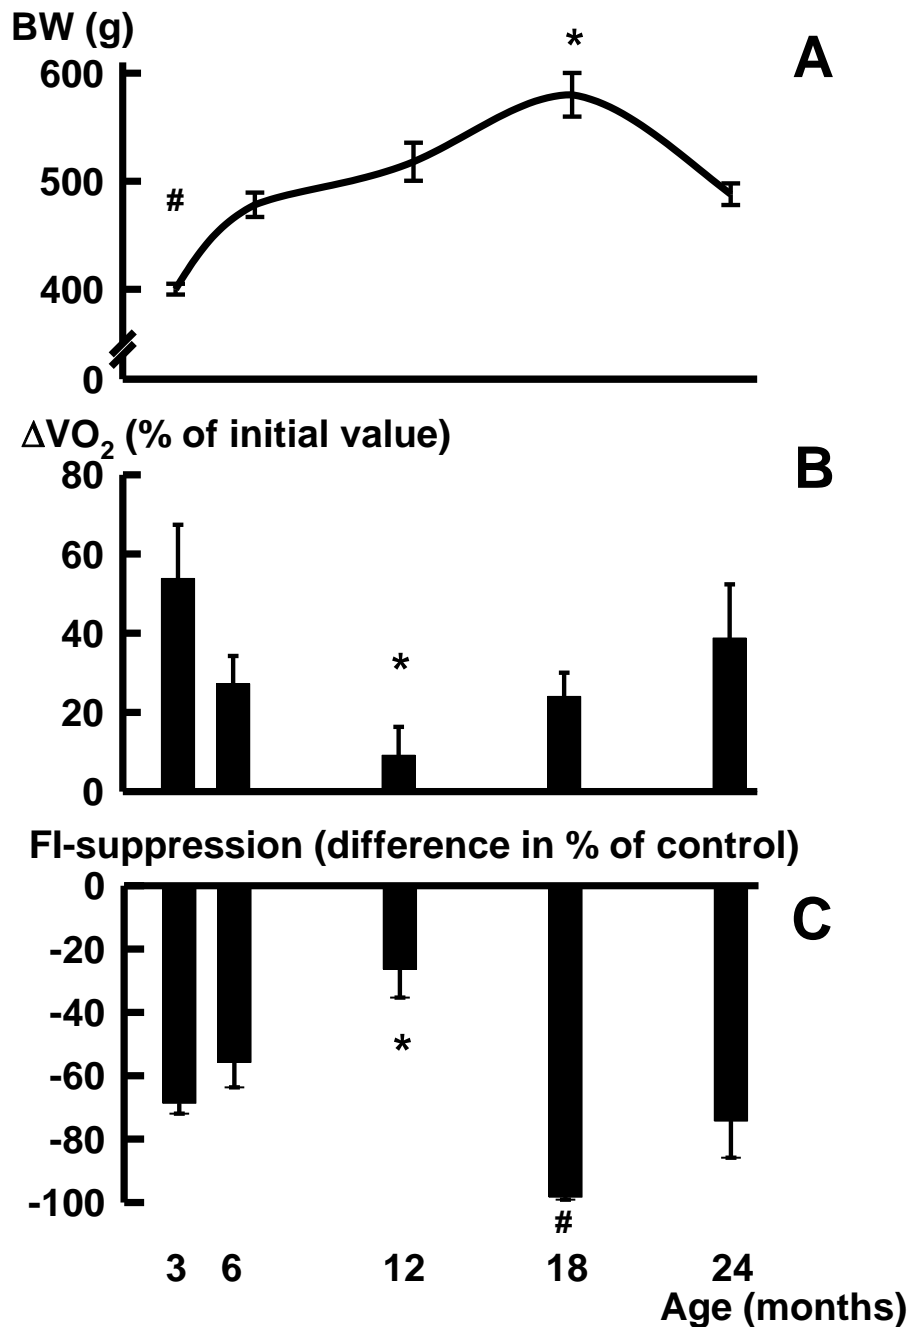 BW (g)
A
*
600
500
#
400
0
ΔVO₂ (% of initial value)
B
80
60
40
*
20
0
FI-suppression (difference in % of control)
C
0
-20
-40
*
-60
-80
-100
#
3 6 12 18 24
Age (months)